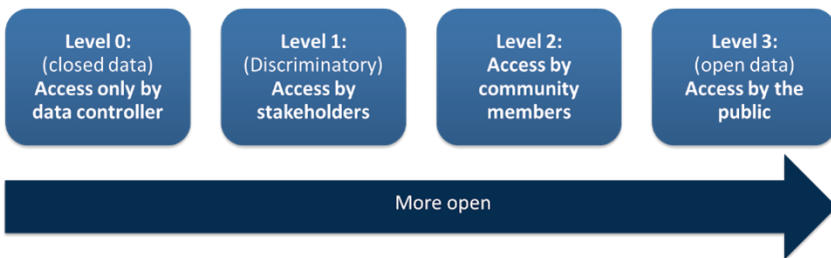 Level 0:
(closed data)
Access only by
data controller
Level 1:
(Discriminatory)
Access by
stakeholders
Level 2:
Access by
community
members
Level 3:
(open data)
Access by the
public
More open